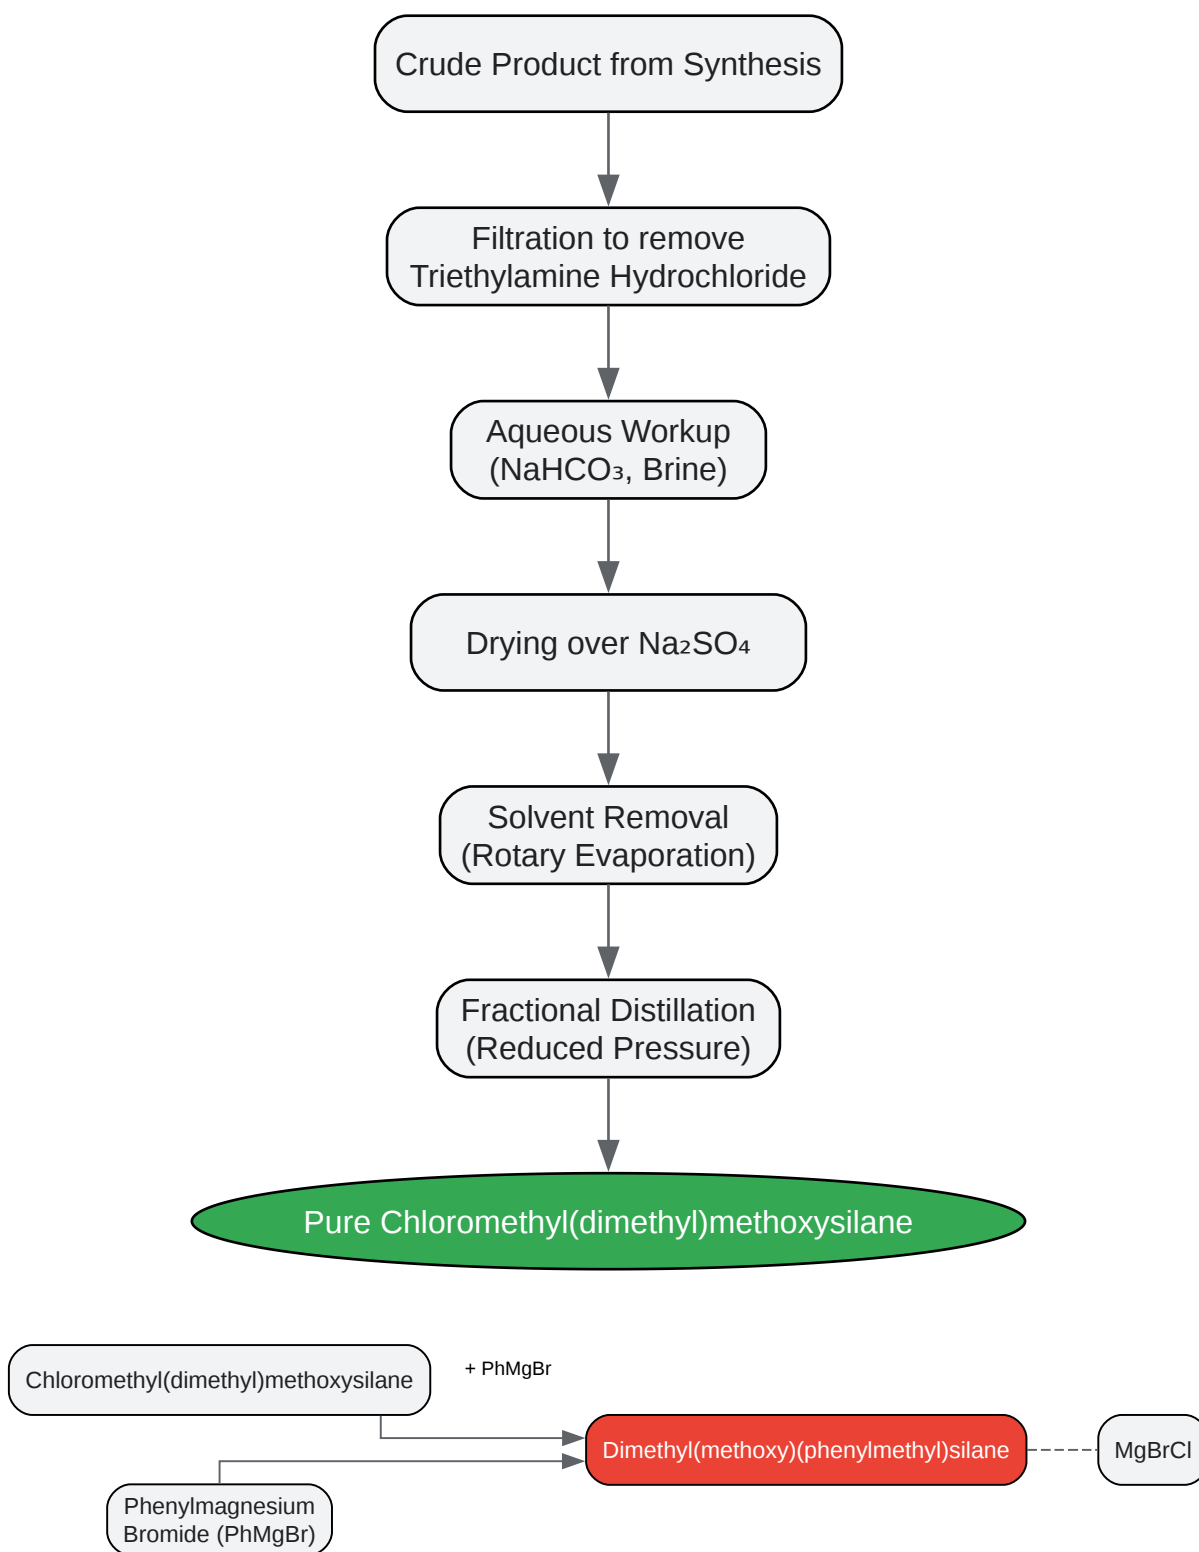 Crude Product from Synthesis
Filtration to remove
Triethylamine Hydrochloride
Aqueous Workup
(NaHCO₃, Brine)
Drying over Na₂SO₄
Solvent Removal
(Rotary Evaporation)
Fractional Distillation
(Reduced Pressure)
Pure Chloromethyl(dimethyl)methoxysilane
Chloromethyl(dimethyl)methoxysilane
+ PhMgBr
Dimethyl(methoxy)(phenylmethyl)silane
MgBrCl
Phenylmagnesium
Bromide (PhMgBr)